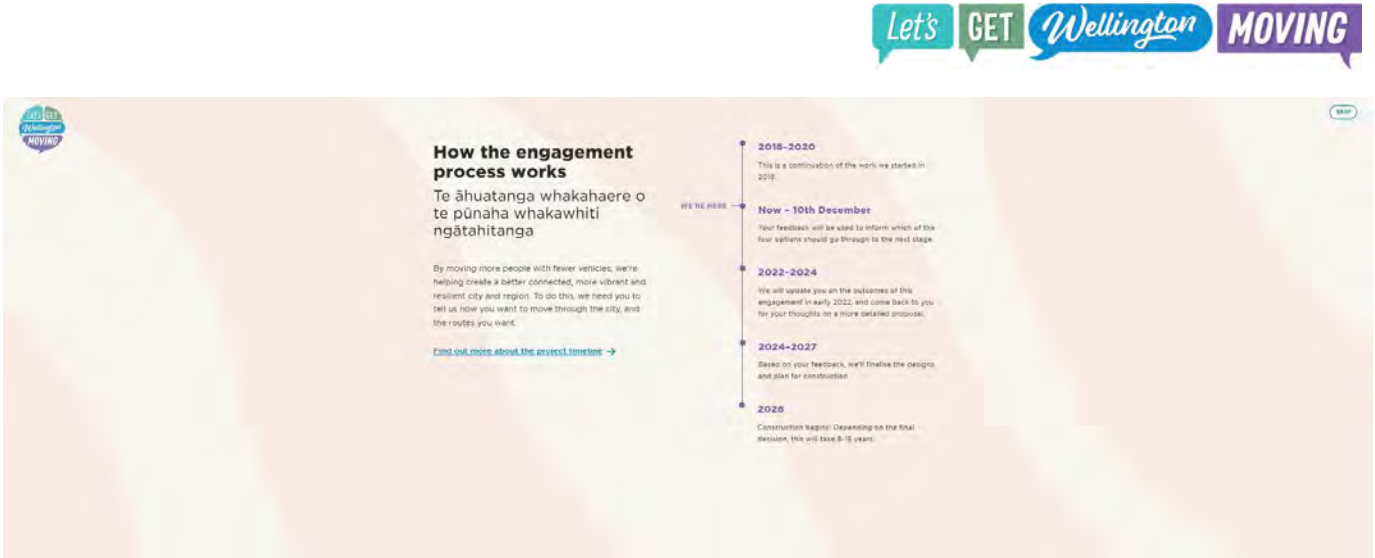 Let's GET Wellington MOVING
Let's GET
Wellington
MOVING
SKIP
How the engagement
process works
Te āhuatanga whakahaere o
te pūnaha whakawhiti
ngātahitanga
By moving more people with fewer vehicles, we're
helping create a better connected, more vibrant and
resilient city and region. To do this, we need you to
tell us how you want to move through the city, and
the routes you want.
Find out more about the project timeline →
2018–2020
This is a continuation of the work we started in
2018.
WE'RE HERE
Now – 10th December
Your feedback will be used to inform which of the
four options should go through to the next stage.
2022–2024
We will update you on the outcomes of this
engagement in early 2022, and come back to you
for your thoughts on a more detailed proposal.
2024–2027
Based on your feedback, we'll finalise the designs
and plan for construction
2028
Construction begins! Depending on the final
decision, this will take 8-15 years.